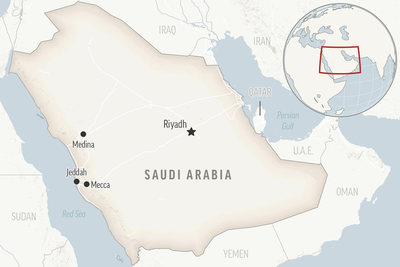 IRAQ
IRAN
QATAR
Persian
Gulf
Riyadh
Medina
U.A.E.
Jeddah
Mecca
SAUDI ARABIA
OMAN
SUDAN
Red Sea
YEMEN